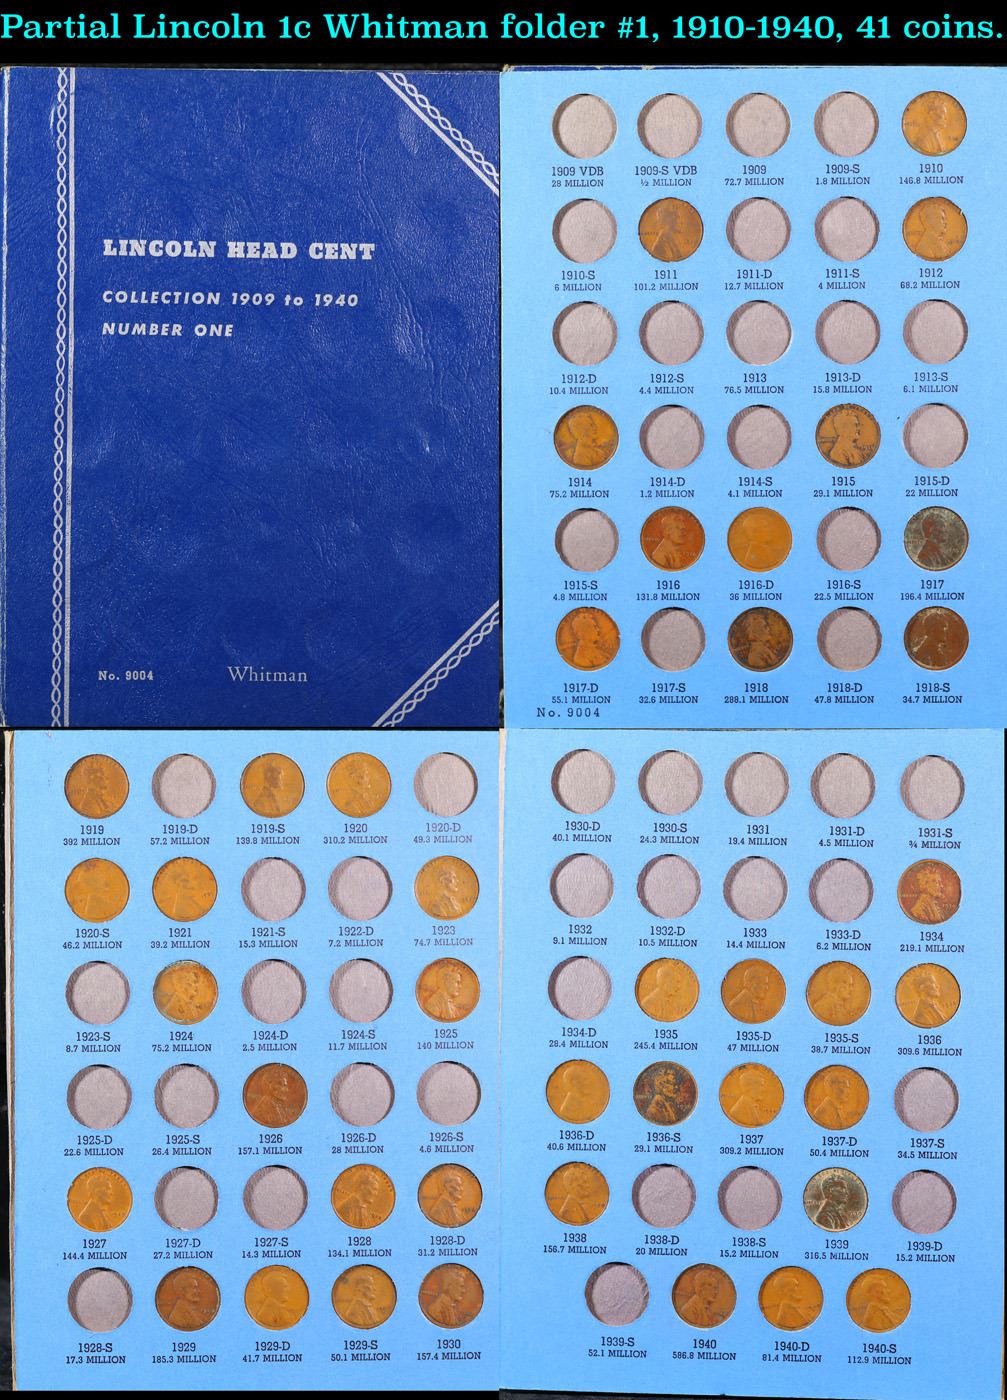 Partial Lincoln 1c Whitman folder #1, 1910-1940, 41 coins.
LINCOLN HEAD CENT
COLLECTION 1909 to 1940
NUMBER ONE
No. 9004 Whitman
1909 VDB 1909-S VDB 1909 1909-S 1910
28 MILLION ½ MILLION 72.7 MILLION 1.8 MILLION 146.8 MILLION
1910-S 1911 1911-D 1911-S 1912
6 MILLION 101.2 MILLION 12.7 MILLION 4 MILLION 68.2 MILLION
1912-D 1912-S 1913 1913-D 1913-S
10.4 MILLION 4.4 MILLION 76.5 MILLION 15.8 MILLION 6.1 MILLION
1914 1914-D 1914-S 1915 1915-D
75.2 MILLION 1.2 MILLION 4.1 MILLION 29.1 MILLION 22 MILLION
1915-S 1916 1916-D 1916-S 1917
4.8 MILLION 131.8 MILLION 36 MILLION 22.5 MILLION 196.4 MILLION
1917-D 1917-S 1918 1918-D 1918-S
55.1 MILLION 32.6 MILLION 288.1 MILLION 47.8 MILLION 34.7 MILLION
No. 9004
1919 1919-D 1919-S 1920 1920-D
392 MILLION 57.2 MILLION 139.8 MILLION 310.2 MILLION 49.3 MILLION
1920-S 1921 1921-S 1922-D 1923
46.2 MILLION 39.2 MILLION 15.3 MILLION 7.2 MILLION 74.7 MILLION
1923-S 1924 1924-D 1924-S 1925
8.7 MILLION 75.2 MILLION 2.5 MILLION 11.7 MILLION 140 MILLION
1925-D 1925-S 1926 1926-D 1926-S
22.6 MILLION 26.4 MILLION 157.1 MILLION 28 MILLION 4.6 MILLION
1927 1927-D 1927-S 1928 1928-D
144.4 MILLION 27.2 MILLION 14.3 MILLION 134.1 MILLION 31.2 MILLION
1928-S 1929 1929-D 1929-S 1930
17.3 MILLION 185.3 MILLION 41.7 MILLION 50.1 MILLION 157.4 MILLION
1930-D 1930-S 1931 1931-D 1931-S
40.1 MILLION 24.3 MILLION 19.4 MILLION 4.5 MILLION ¾ MILLION
1932 1932-D 1933 1933-D 1934
9.1 MILLION 10.5 MILLION 14.4 MILLION 6.2 MILLION 219.1 MILLION
1934-D 1935 1935-D 1935-S 1936
28.4 MILLION 245.4 MILLION 47 MILLION 38.7 MILLION 309.6 MILLION
1936-D 1936-S 1937 1937-D 1937-S
40.6 MILLION 29.1 MILLION 309.2 MILLION 50.4 MILLION 34.5 MILLION
1938 1938-D 1938-S 1939 1939-D
156.7 MILLION 20 MILLION 15.2 MILLION 316.5 MILLION 15.2 MILLION
1939-S 1940 1940-D 1940-S
52.1 MILLION 586.8 MILLION 81.4 MILLION 112.9 MILLION